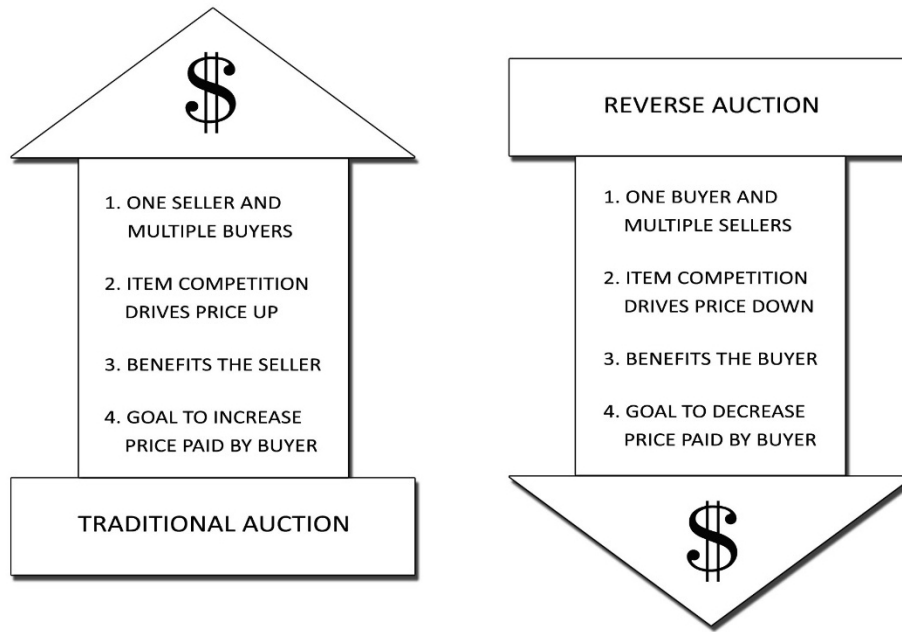 $
1. ONE SELLER AND
MULTIPLE BUYERS
2. ITEM COMPETITION
DRIVES PRICE UP
3. BENEFITS THE SELLER
4. GOAL TO INCREASE
PRICE PAID BY BUYER
TRADITIONAL AUCTION
REVERSE AUCTION
1. ONE BUYER AND
MULTIPLE SELLERS
2. ITEM COMPETITION
DRIVES PRICE DOWN
3. BENEFITS THE BUYER
4. GOAL TO DECREASE
PRICE PAID BY BUYER
$